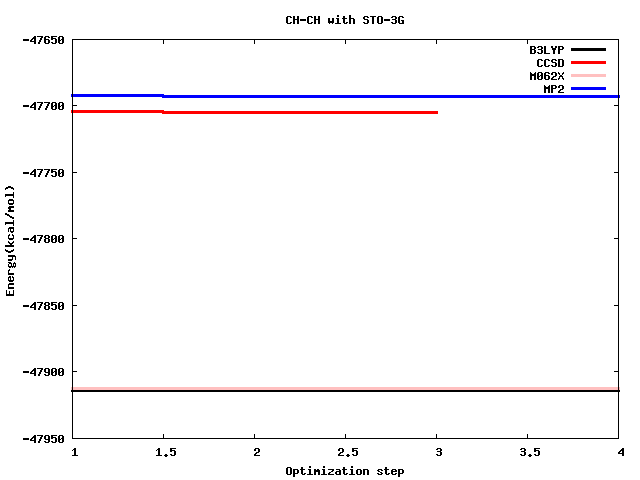 CH-CH with STO-3G
-47650
-47700
-47750
-47800
-47850
-47900
-47950
Energy(kcal/mol)
B3LYP
CCSD
M062X
MP2
1 1.5 2 2.5 3 3.5 4
Optimization step